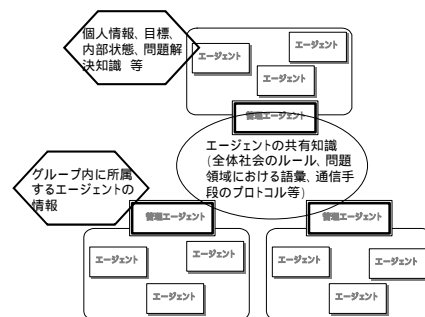 個人情報、目標、
内部状態、問題解
決知識 等
エージェント
エージェント
エージェント
管理エージェント
エージェントの共有知識
(全体社会のルール、問題
領域における語彙、通信手
段のプロトコル等)
グループ内に所属
するエージェントの
情報
管理エージェント
管理エージェント
エージェント
エージェント
エージェント
エージェント
エージェント
エージェント